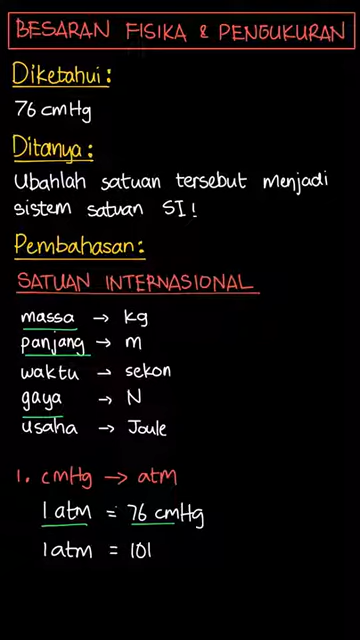 BESARAN FISIKA & PENGUKURAN
Diketahui:
76 cmHg
Ditanya:
Ubahlah satuan tersebut menjadi
sistem satuan SI!
Pembahasan:
SATUAN INTERNASIONAL
massa → kg
panjang → m
waktu → sekon
gaya → N
usaha → Joule
1. cmHg → atm
1 atm = 76 cmHg
1 atm = 101